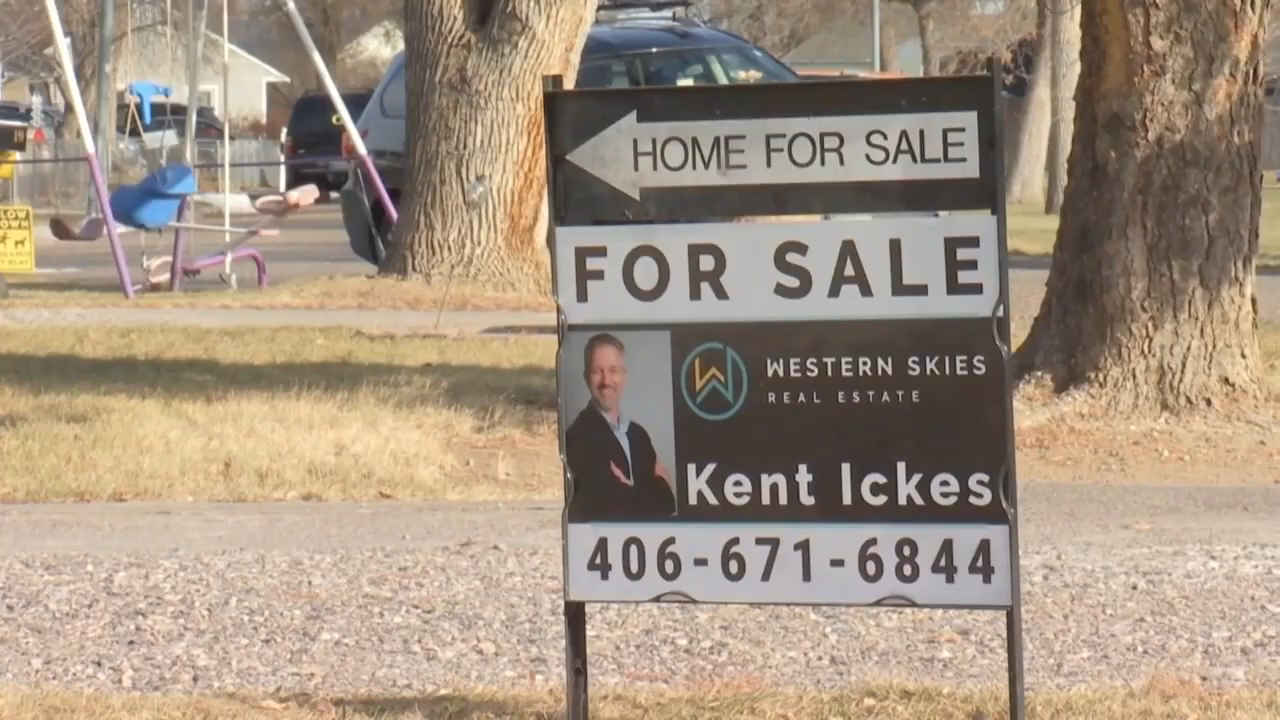 HOME FOR SALE
FOR SALE
WESTERN SKIES
REAL ESTATE
Kent Ickes
406-671-6844